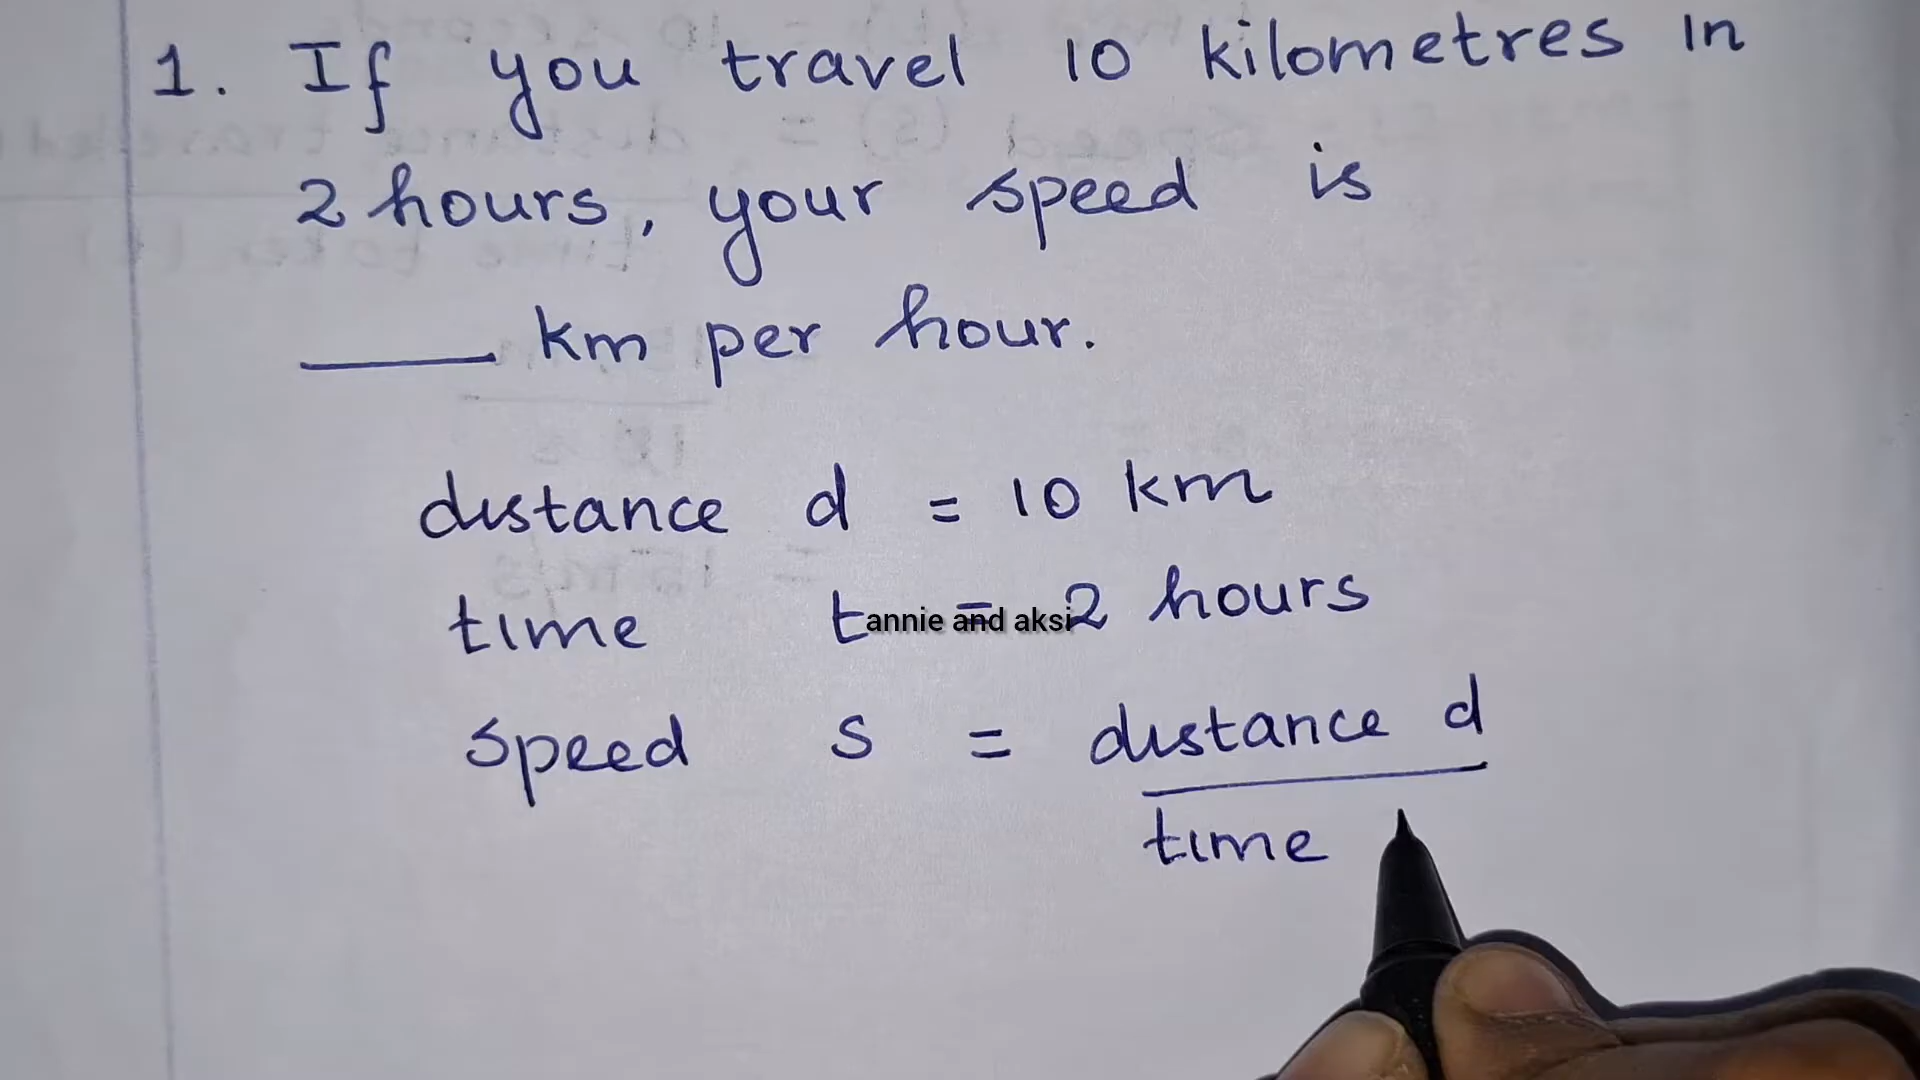 1. If you travel 10 kilometres in
2 hours, your speed is
____ km per hour.
distance d = 10 km
time t = 2 hours
annie and aksi
speed s = distance d
time